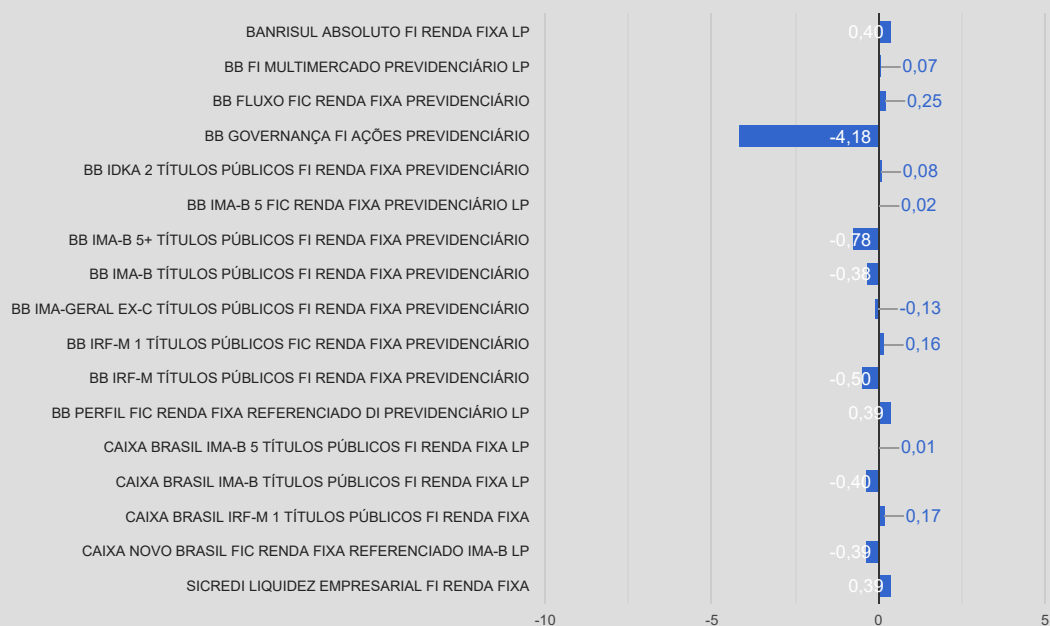 BANRISUL ABSOLUTO FI RENDA FIXA LP 0,40
BB FI MULTIMERCADO PREVIDENCIÁRIO LP 0,07
BB FLUXO FIC RENDA FIXA PREVIDENCIÁRIO 0,25
BB GOVERNANÇA FI AÇÕES PREVIDENCIÁRIO -4,18
BB IDKA 2 TÍTULOS PÚBLICOS FI RENDA FIXA PREVIDENCIÁRIO 0,08
BB IMA-B 5 FIC RENDA FIXA PREVIDENCIÁRIO LP 0,02
BB IMA-B 5+ TÍTULOS PÚBLICOS FI RENDA FIXA PREVIDENCIÁRIO -0,78
BB IMA-B TÍTULOS PÚBLICOS FI RENDA FIXA PREVIDENCIÁRIO -0,38
BB IMA-GERAL EX-C TÍTULOS PÚBLICOS FI RENDA FIXA PREVIDENCIÁRIO -0,13
BB IRF-M 1 TÍTULOS PÚBLICOS FIC RENDA FIXA PREVIDENCIÁRIO 0,16
BB IRF-M TÍTULOS PÚBLICOS FI RENDA FIXA PREVIDENCIÁRIO -0,50
BB PERFIL FIC RENDA FIXA REFERENCIADO DI PREVIDENCIÁRIO LP 0,39
CAIXA BRASIL IMA-B 5 TÍTULOS PÚBLICOS FI RENDA FIXA LP 0,01
CAIXA BRASIL IMA-B TÍTULOS PÚBLICOS FI RENDA FIXA LP -0,40
CAIXA BRASIL IRF-M 1 TÍTULOS PÚBLICOS FI RENDA FIXA 0,17
CAIXA NOVO BRASIL FIC RENDA FIXA REFERENCIADO IMA-B LP -0,39
SICREDI LIQUIDEZ EMPRESARIAL FI RENDA FIXA 0,39
-10 -5 0 5